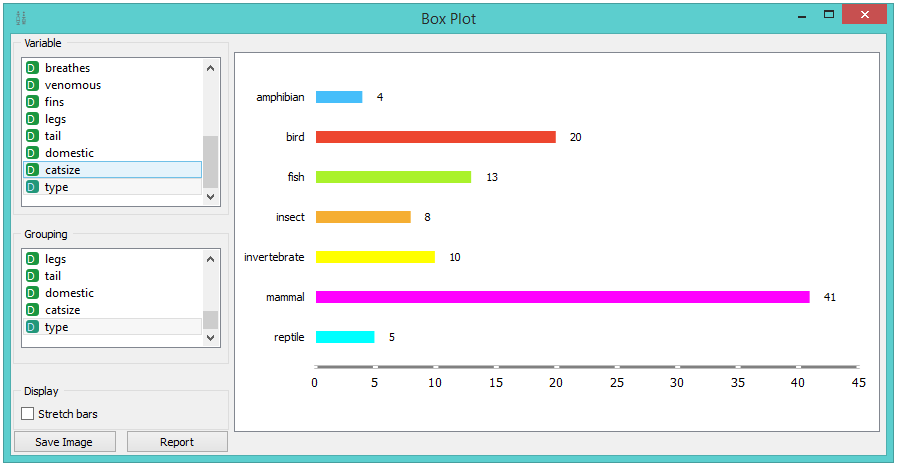 Box Plot
Variable
D breathes
D venomous
D fins
D legs
D tail
D domestic
D catsize
D type
Grouping
D legs
D tail
D domestic
D catsize
D type
Display
Stretch bars
Save Image Report
amphibian 4
bird 20
fish 13
insect 8
invertebrate 10
mammal 41
reptile 5
0 5 10 15 20 25 30 35 40 45